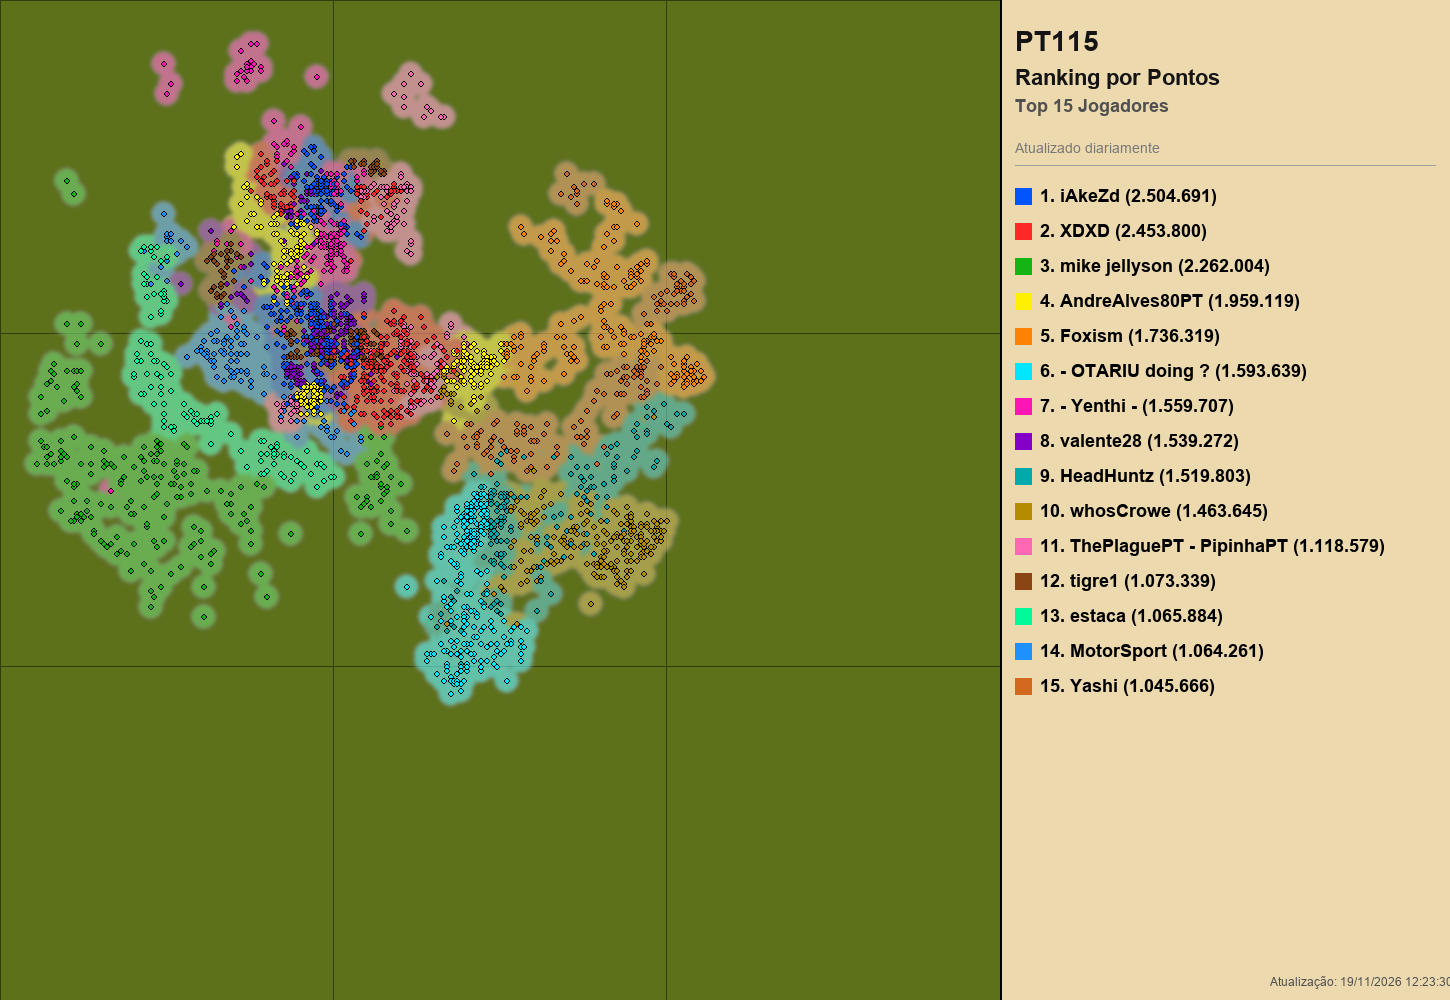 PT115
Ranking por Pontos
Top 15 Jogadores
Atualizado diariamente
1. iAkeZd (2.504.691)
2. XDXD (2.453.800)
3. mike jellyson (2.262.004)
4. AndreAlves80PT (1.959.119)
5. Foxism (1.736.319)
6. - OTARIU doing ? (1.593.639)
7. - Yenthi - (1.559.707)
8. valente28 (1.539.272)
9. HeadHuntz (1.519.803)
10. whosCrowe (1.463.645)
11. ThePlaguePT - PipinhaPT (1.118.579)
12. tigre1 (1.073.339)
13. estaca (1.065.884)
14. MotorSport (1.064.261)
15. Yashi (1.045.666)
Atualização: 19/11/2026 12:23:30